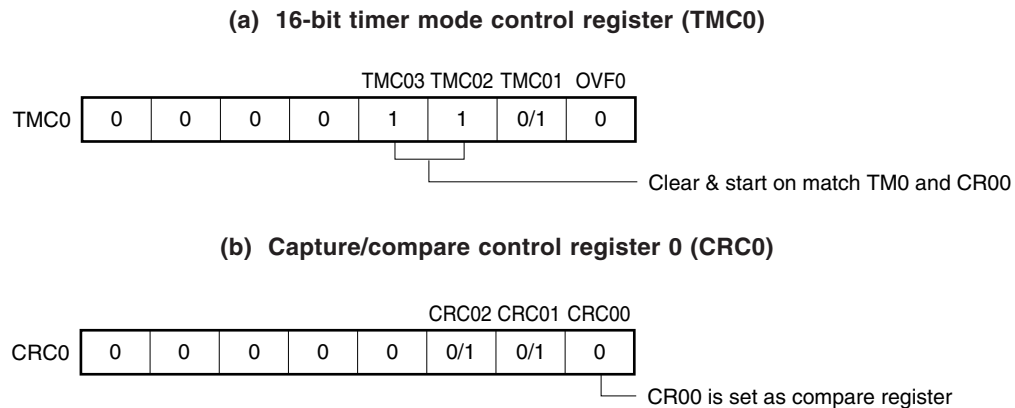 (a) 16-bit timer mode control register (TMC0)
TMC03 TMC02 TMC01 OVF0
TMC0 0 0 0 0 1 1 0/1 0
Clear & start on match TM0 and CR00
(b) Capture/compare control register 0 (CRC0)
CRC02 CRC01 CRC00
CRC0 0 0 0 0 0 0/1 0/1 0
CR00 is set as compare register